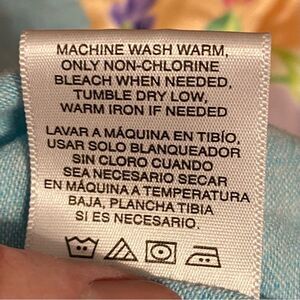 MACHINE WASH WARM,
ONLY NON-CHLORINE
BLEACH WHEN NEEDED,
TUMBLE DRY LOW,
WARM IRON IF NEEDED
LAVAR A MÁQUINA EN TIBÍO,
USAR SOLO BLANQUEADOR
SIN CLORO CUANDO
SEA NECESARIO SECAR
EN MÁQUINA A TEMPERATURA
BAJA, PLANCHA TIBIA
SI ES NECESARIO.